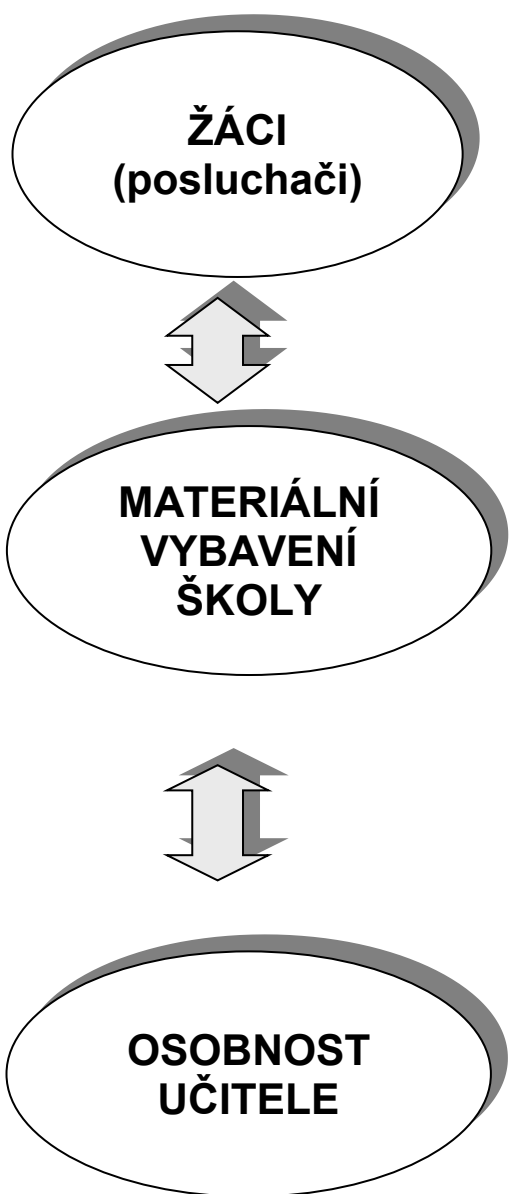 ŽÁCI
(posluchači)
MATERIÁLNÍ
VYBAVENÍ
ŠKOLY
OSOBNOST
UČITELE